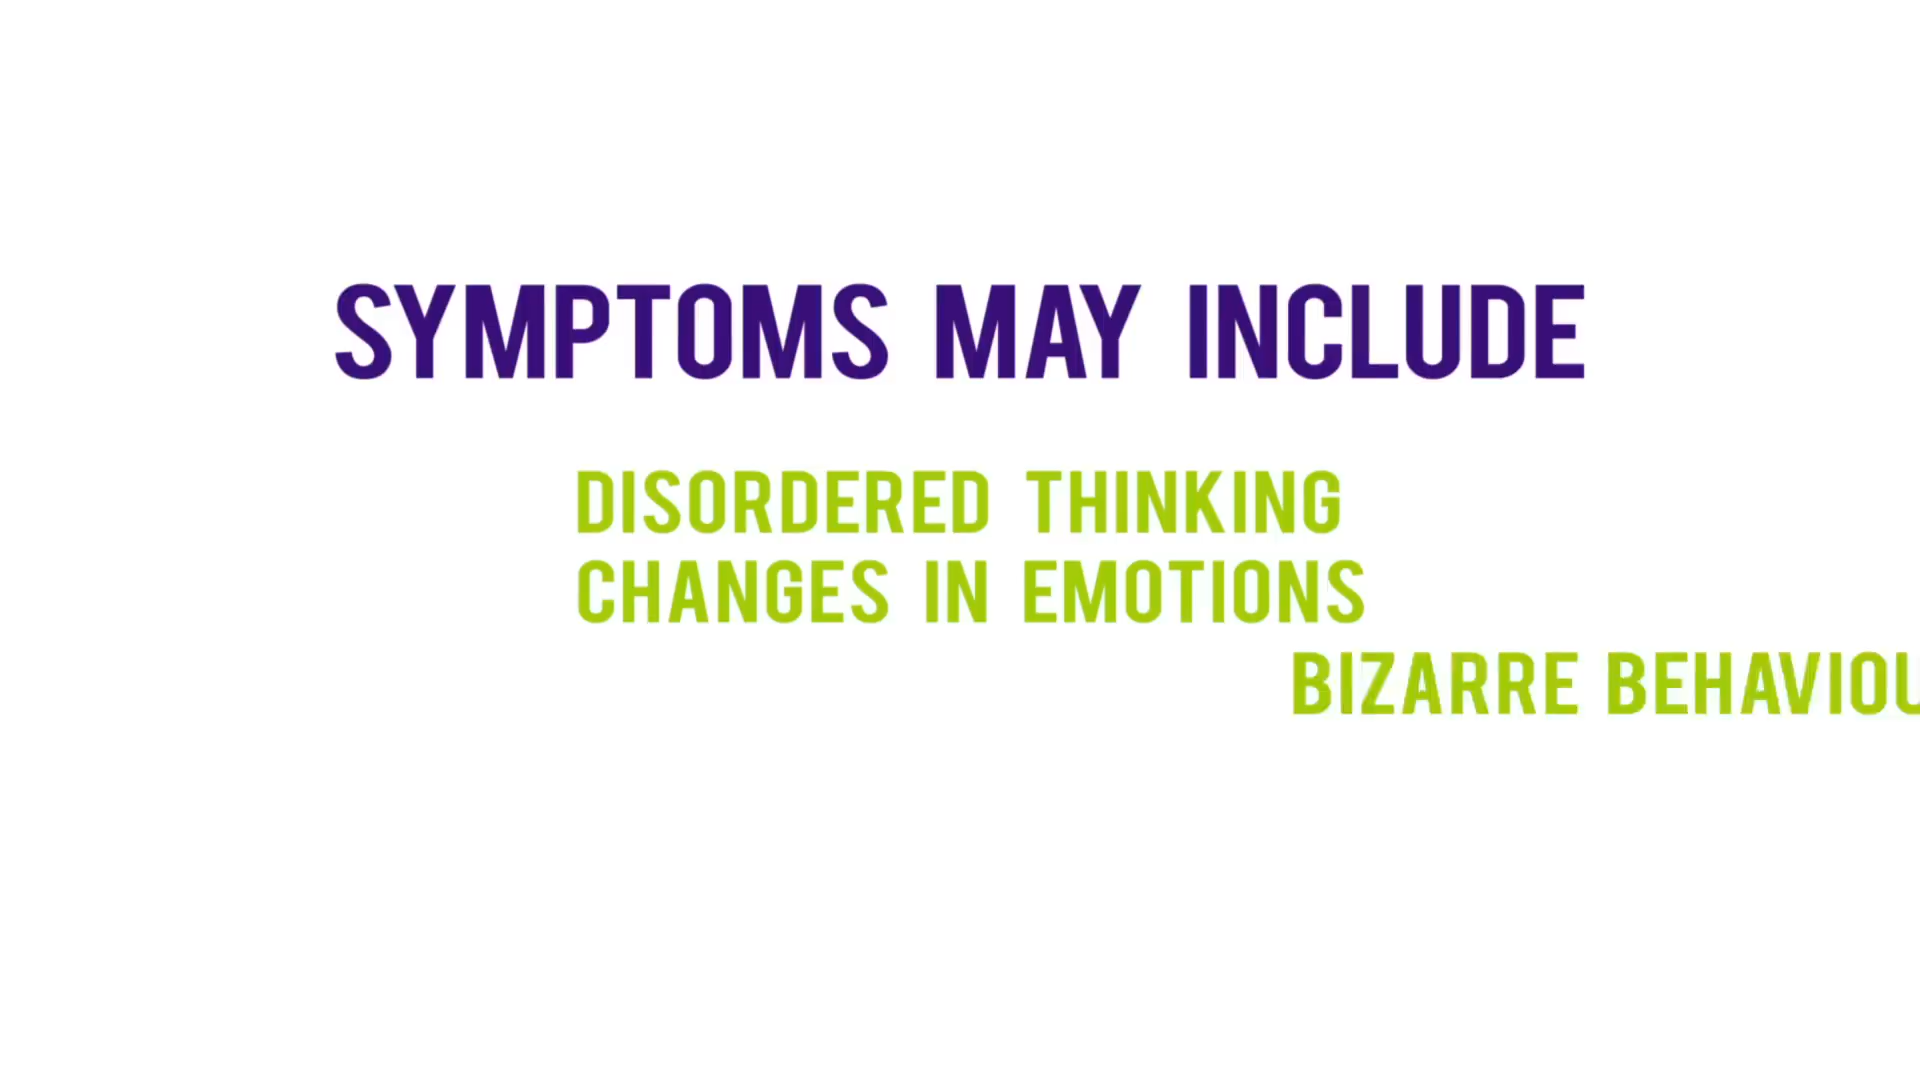 SYMPTOMS MAY INCLUDE
DISORDERED THINKING
CHANGES IN EMOTIONS
BIZARRE BEHAVIOU